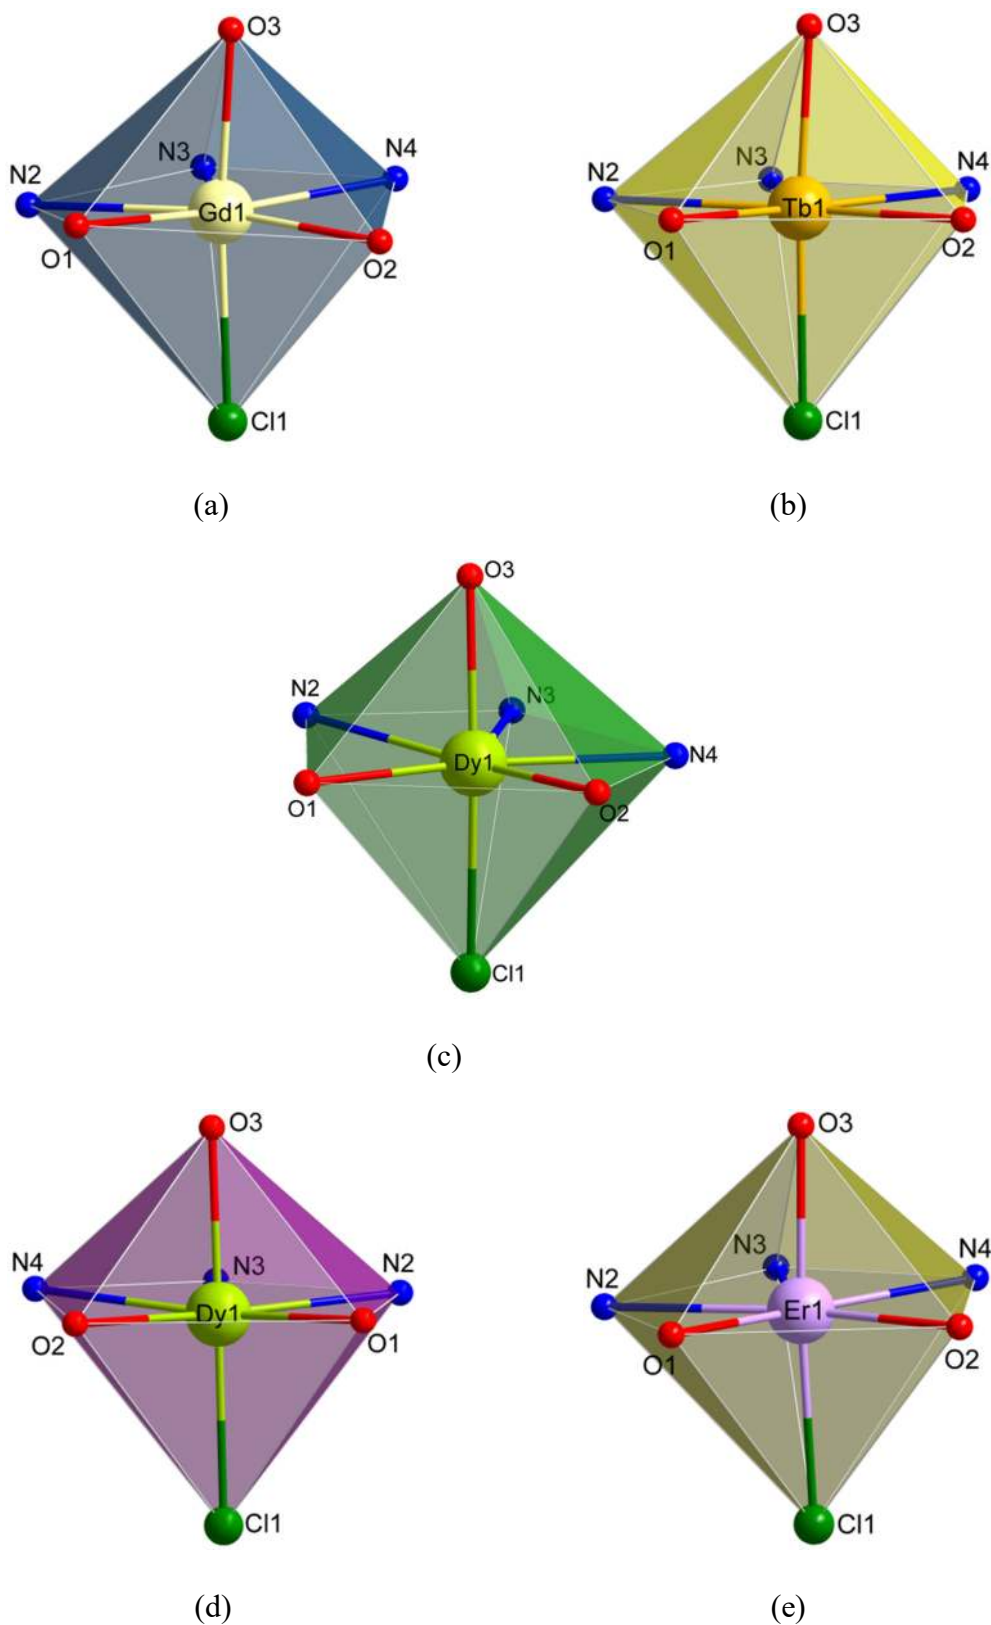 O3
N3
N4
N2
Gd1
O1
O2
Cl1
(a)
O3
N3
N4
N2
Tb1
O1
O2
Cl1
(b)
O3
N2
N3
Dy1
N4
O1
O2
Cl1
(c)
O3
N4
N3
N2
Dy1
O2
O1
Cl1
(d)
O3
N3
N4
N2
Er1
O1
O2
Cl1
(e)